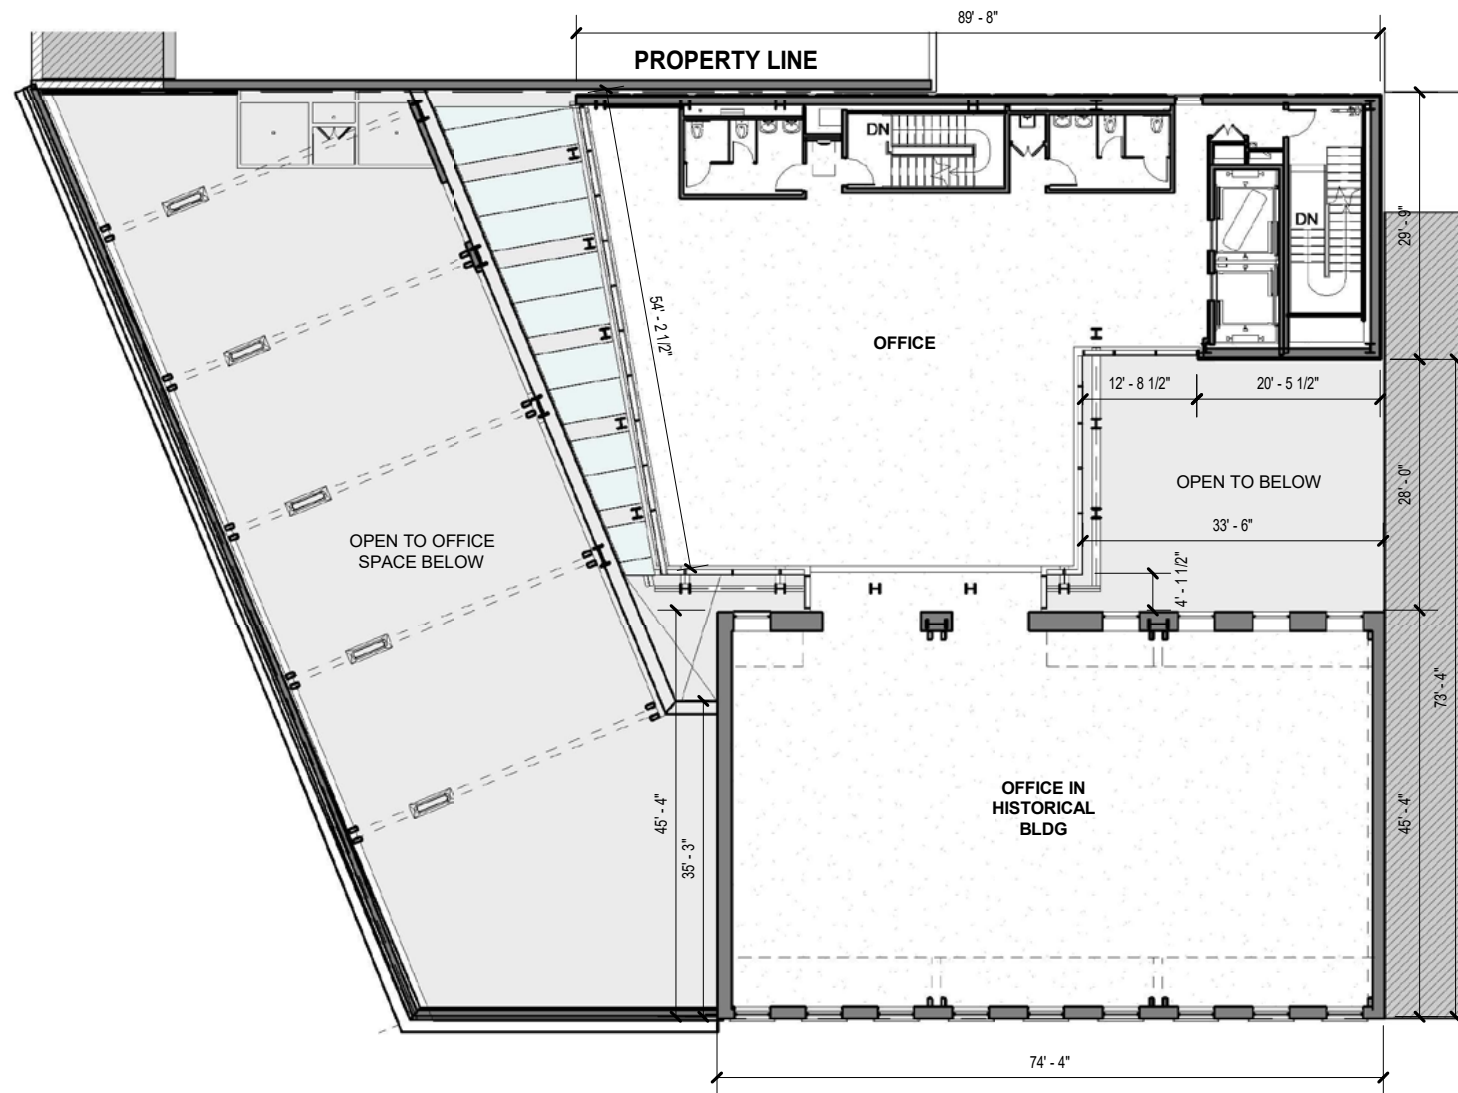 89' - 8"
PROPERTY LINE
DN
DN
29' - 9"
54' - 2 1/2"
OFFICE
12' - 8 1/2"
20' - 5 1/2"
OPEN TO BELOW
28' - 0"
33' - 6"
OPEN TO OFFICE
SPACE BELOW
4' - 1 1/2"
73' - 4"
OFFICE IN
HISTORICAL
BLDG
45' - 4"
35' - 3"
45' - 4"
74' - 4"